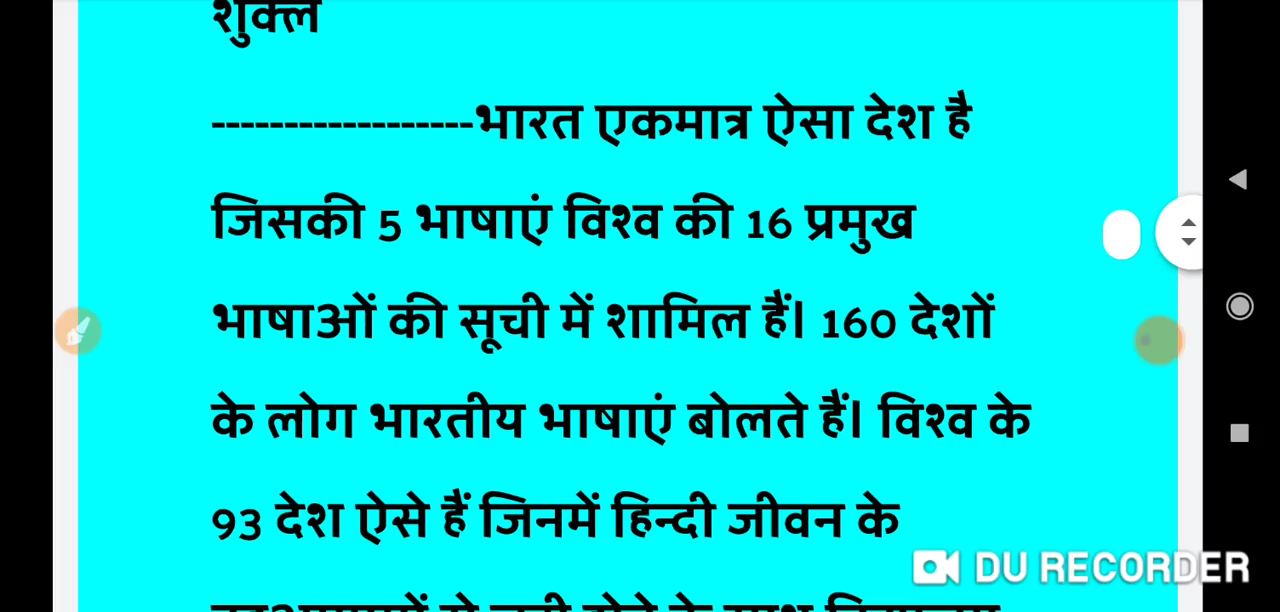 शुक्ल
------------------भारत एकमात्र ऐसा देश है
जिसकी 5 भाषाएं विश्व की 16 प्रमुख
भाषाओं की सूची में शामिल हैं। 160 देशों
के लोग भारतीय भाषाएं बोलते हैं। विश्व के
93 देश ऐसे हैं जिनमें हिन्दी जीवन के
DU RECORDER